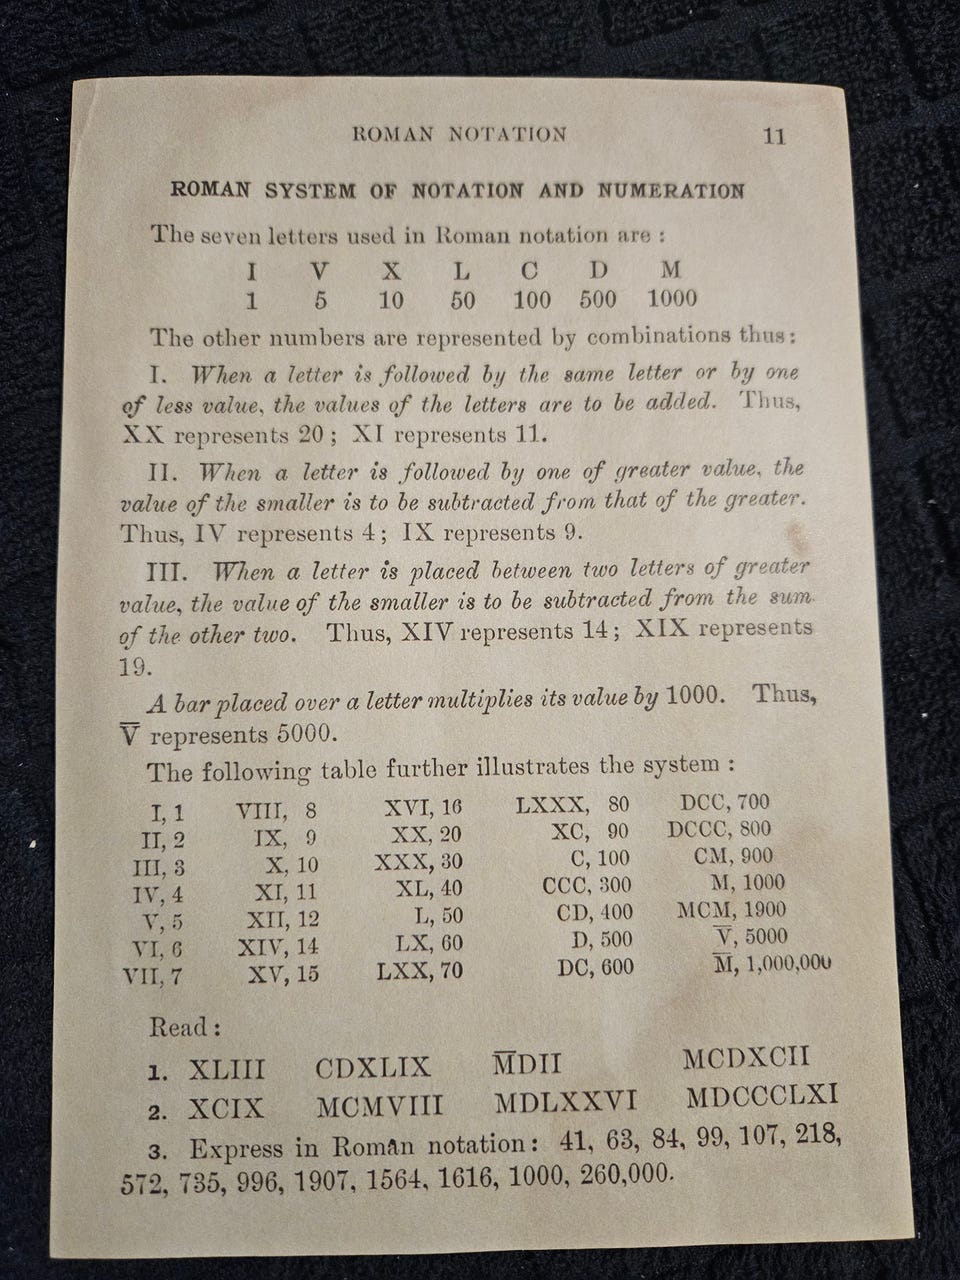 ROMAN NOTATION 11
ROMAN SYSTEM OF NOTATION AND NUMERATION
The seven letters used in Roman notation are :
I V X L C D M
1 5 10 50 100 500 1000
The other numbers are represented by combinations thus :
I. When a letter is followed by the same letter or by one
of less value, the values of the letters are to be added. Thus,
XX represents 20 ; XI represents 11.
II. When a letter is followed by one of greater value, the
value of the smaller is to be subtracted from that of the greater.
Thus, IV represents 4 ; IX represents 9.
III. When a letter is placed between two letters of greater
value, the value of the smaller is to be subtracted from the sum
of the other two. Thus, XIV represents 14 ; XIX represents
19.
A bar placed over a letter multiplies its value by 1000. Thus,
V̅ represents 5000.
The following table further illustrates the system :
I, 1 VIII, 8 XVI, 16 LXXX, 80 DCC, 700
II, 2 IX, 9 XX, 20 XC, 90 DCCC, 800
III, 3 X, 10 XXX, 30 C, 100 CM, 900
IV, 4 XI, 11 XL, 40 CCC, 300 M, 1000
V, 5 XII, 12 L, 50 CD, 400 MCM, 1900
VI, 6 XIV, 14 LX, 60 D, 500 V̅, 5000
VII, 7 XV, 15 LXX, 70 DC, 600 M̅, 1,000,000
Read :
1. XLIII CDXLIX M̅DII MCDXCII
2. XCIX MCMVIII MDLXXVI MDCCCLXI
3. Express in Roman notation : 41, 63, 84, 99, 107, 218,
572, 735, 996, 1907, 1564, 1616, 1000, 260,000.